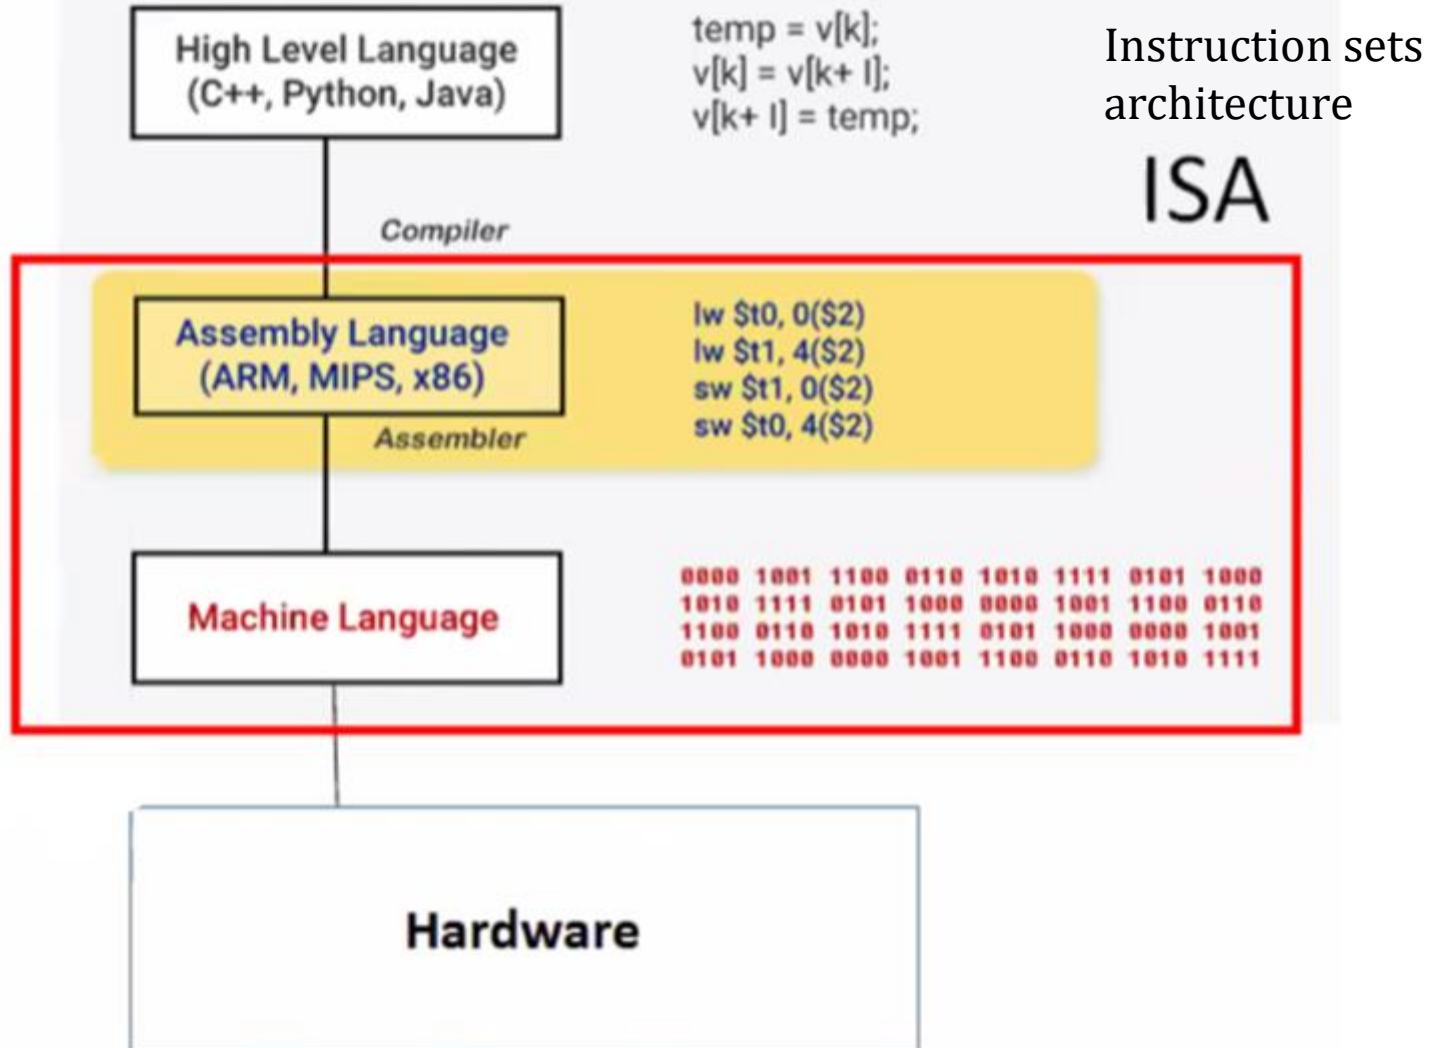 High Level Language
(C++, Python, Java)
temp = v[k];
v[k] = v[k+ I];
v[k+ I] = temp;
Instruction sets
architecture
ISA
Compiler
Assembly Language
(ARM, MIPS, x86)
lw $t0, 0($2)
lw $t1, 4($2)
sw $t1, 0($2)
sw $t0, 4($2)
Assembler
Machine Language
0000 1001 1100 0110 1010 1111 0101 1000
1010 1111 0101 1000 0000 1001 1100 0110
1100 0110 1010 1111 0101 1000 0000 1001
0101 1000 0000 1001 1100 0110 1010 1111
Hardware